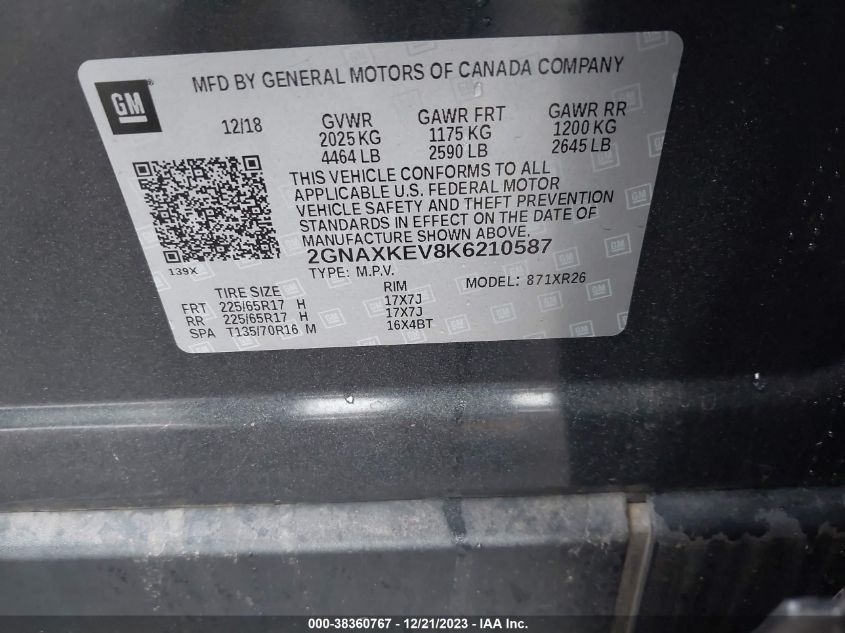 GM
MFD BY GENERAL MOTORS OF CANADA COMPANY
12/18 GVWR GAWR FRT GAWR RR
2025 KG 1175 KG 1200 KG
4464 LB 2590 LB 2645 LB
THIS VEHICLE CONFORMS TO ALL
APPLICABLE U.S. FEDERAL MOTOR
VEHICLE SAFETY AND THEFT PREVENTION
STANDARDS IN EFFECT ON THE DATE OF
MANUFACTURE SHOWN ABOVE.
2GNAXKEV8K6210587
139X TYPE: M.P.V. MODEL: 871XR26
TIRE SIZE RIM
FRT 225/65R17 H 17X7J
RR 225/65R17 H 17X7J
SPA T135/70R16 M 16X4BT
000-38360767 - 12/21/2023 - IAA Inc.